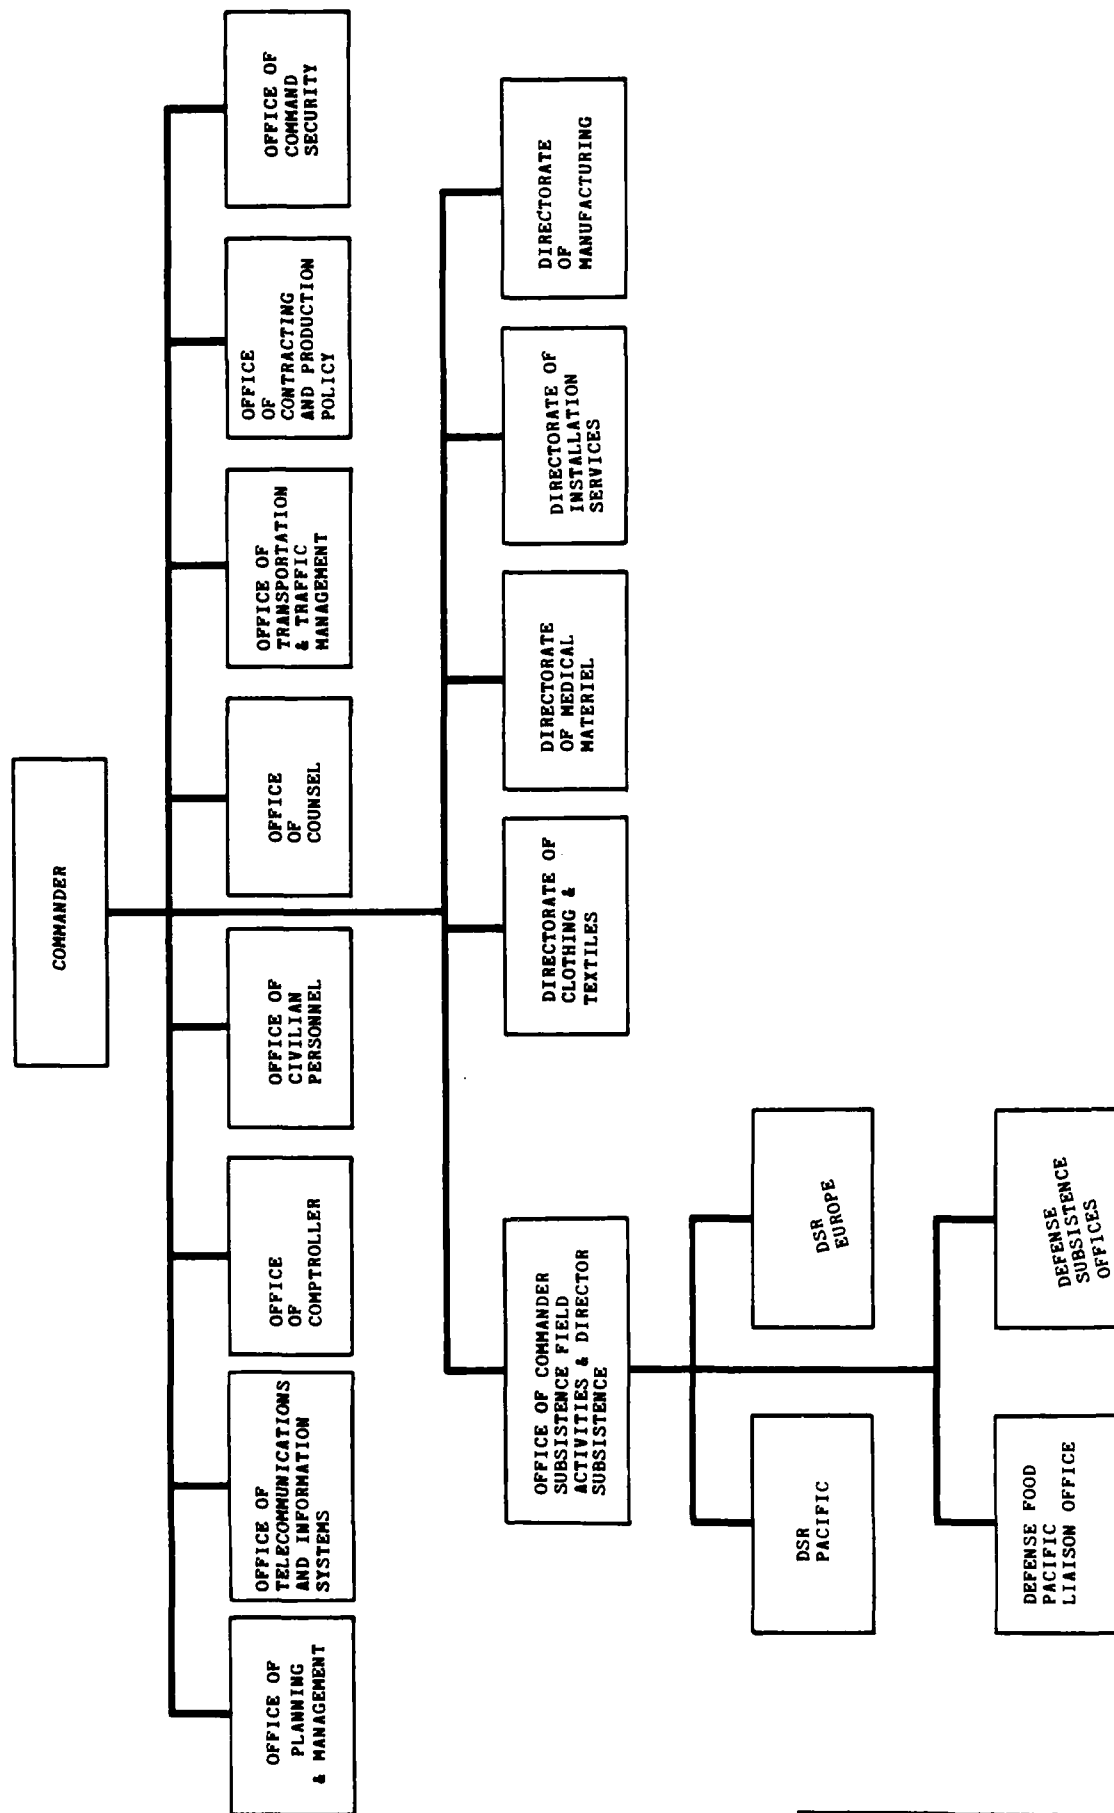 COMMANDER
OFFICE OF
PLANNING
& MANAGEMENT
OFFICE OF
TELECOMMUNICATIONS
AND INFORMATION
SYSTEMS
OFFICE
OF
COMPTROLLER
OFFICE OF
CIVILIAN
PERSONNEL
OFFICE
OF
COUNSEL
OFFICE OF
TRANSPORTATION
& TRAFFIC
MANAGEMENT
OFFICE
OF
CONTRACTING
AND PRODUCTION
POLICY
OFFICE OF
COMMAND
SECURITY
OFFICE OF COMMANDER
SUBSISTENCE FIELD
ACTIVITIES & DIRECTOR
SUBSISTENCE
DIRECTORATE OF
CLOTHING &
TEXTILES
DIRECTORATE
OF MEDICAL
MATERIEL
DIRECTORATE OF
INSTALLATION
SERVICES
DIRECTORATE
OF
MANUFACTURING
DSR
PACIFIC
DSR
EUROPE
DEFENSE FOOD
PACIFIC
LIAISON OFFICE
DEFENSE
SUBSISTENCE
OFFICES